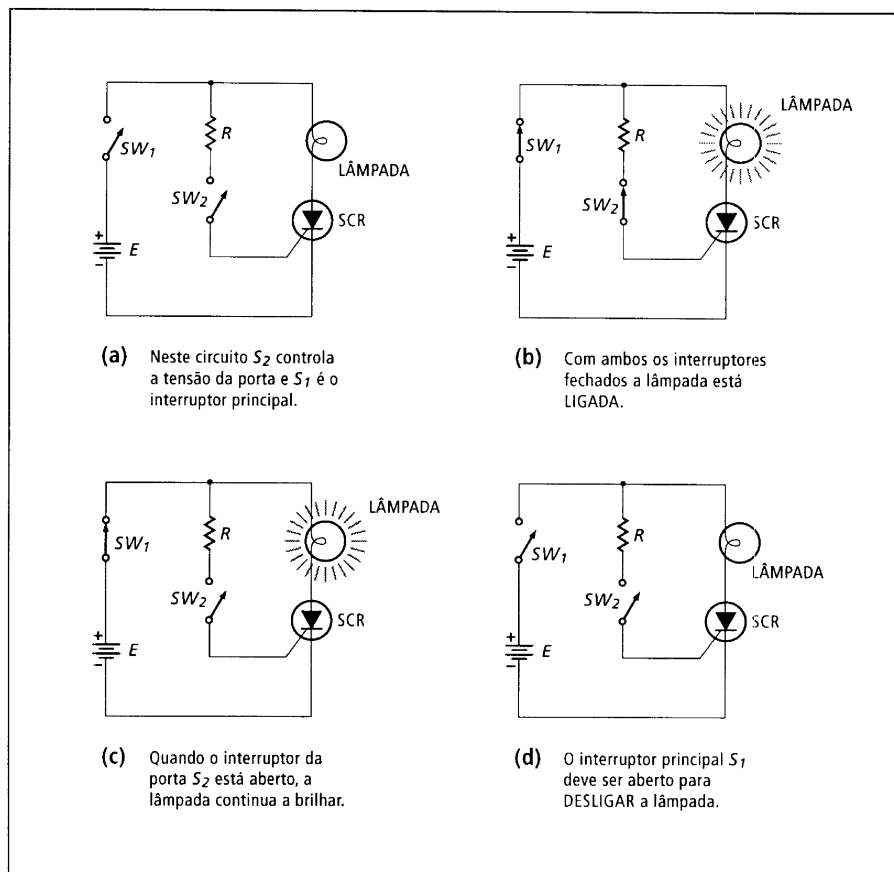 SW1
R
SW2
LÂMPADA
SCR
+
−
E
(a) Neste circuito S2 controla
a tensão da porta e S1 é o
interruptor principal.
LÂMPADA
SW1
R
SW2
SCR
+
−
E
(b) Com ambos os interruptores
fechados a lâmpada está
LIGADA.
LÂMPADA
SW1
R
SW2
SCR
+
−
E
(c) Quando o interruptor da
porta S2 está aberto, a
lâmpada continua a brilhar.
SW1
R
LÂMPADA
SW2
SCR
+
−
E
(d) O interruptor principal S1
deve ser aberto para
DESLIGAR a lâmpada.